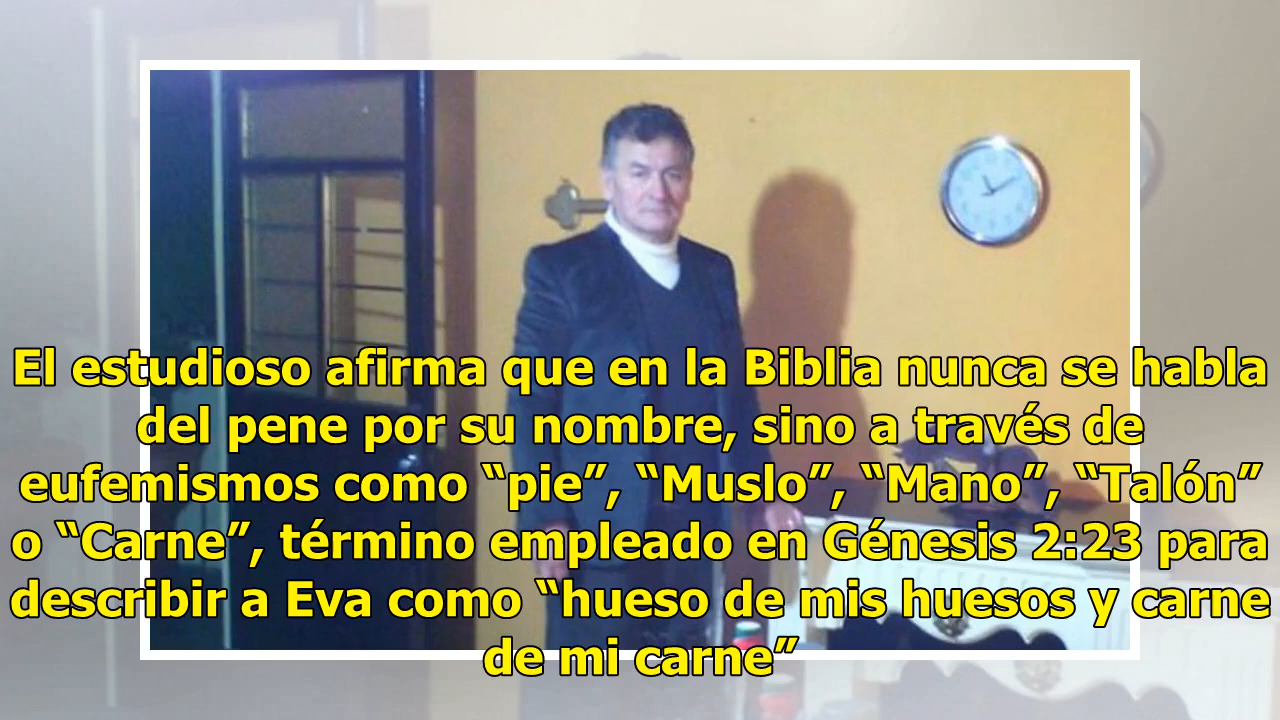 El estudioso afirma que en la Biblia nunca se habla
del pene por su nombre, sino a través de
eufemismos como “pie”, “Muslo”, “Mano”, “Talón”
o “Carne”, término empleado en Génesis 2:23 para
describir a Eva como “hueso de mis huesos y carne
de mi carne”